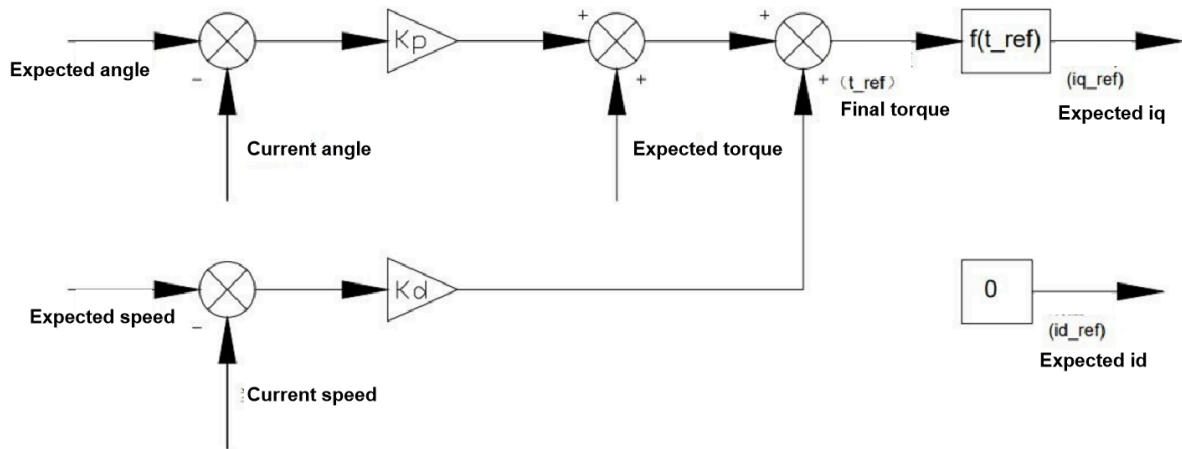 Kp
+
+
+
+
f(t_ref)
Expected angle
-
(t_ref)
(iq_ref)
Final torque
Expected iq
Current angle
Expected torque
Kd
0
Expected speed
-
(id_ref)
Expected id
Current speed